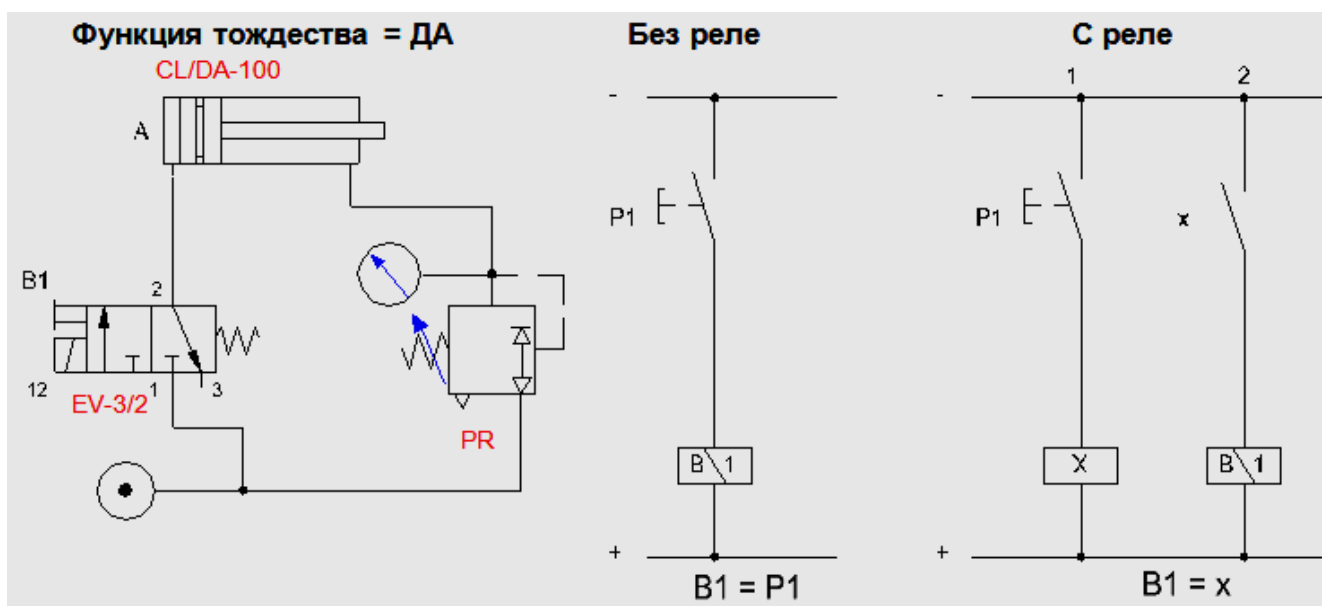 Функция тождества = ДА
CL/DA-100
A
B1
2
12
1
3
EV-3/2
PR
Без реле
-
P1
B 1
+
B1 = P1
С реле
1
2
-
P1
x
X
B 1
+
B1 = x